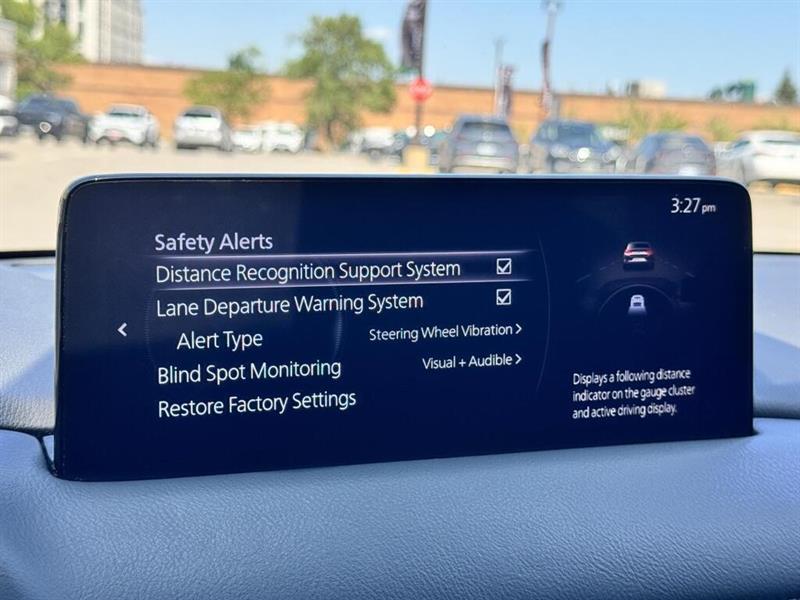 3:27 pm
Safety Alerts
Distance Recognition Support System
Lane Departure Warning System
Alert Type Steering Wheel Vibration
Blind Spot Monitoring Visual + Audible
Restore Factory Settings
Displays a following distance
indicator on the gauge cluster
and active driving display.